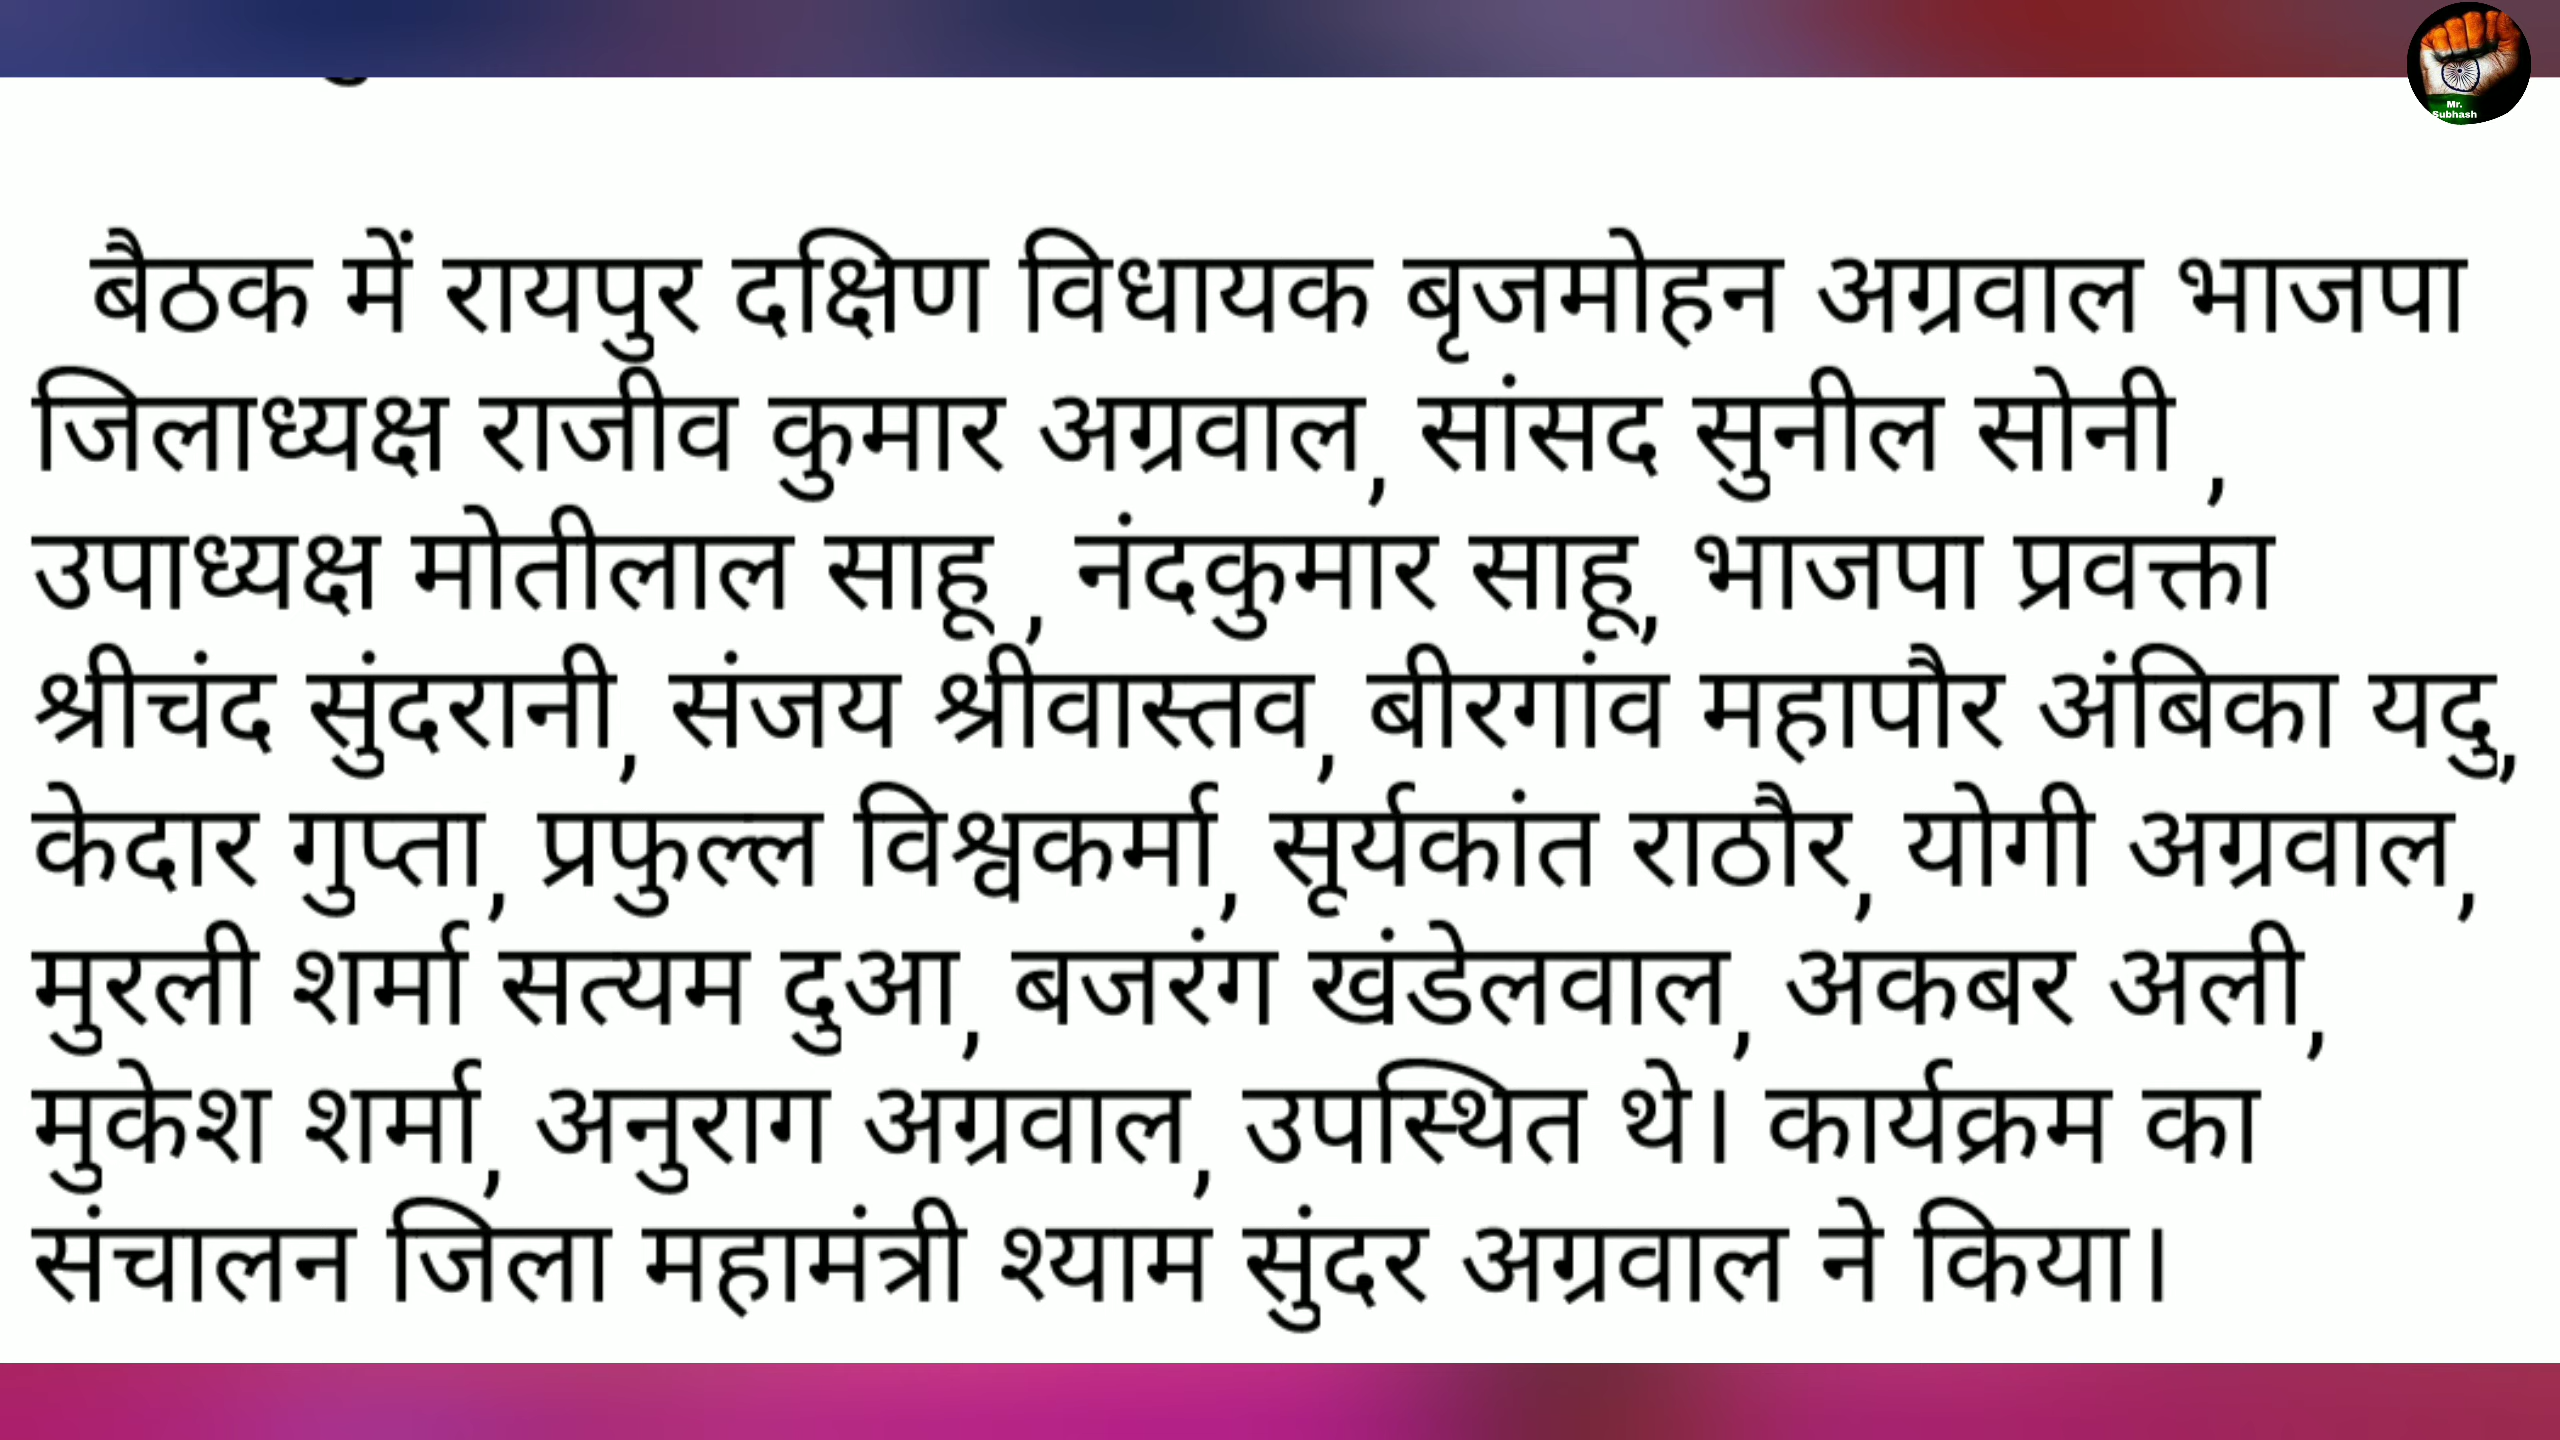 Mr.
Subhash
बैठक में रायपुर दक्षिण विधायक बृजमोहन अग्रवाल भाजपा
जिलाध्यक्ष राजीव कुमार अग्रवाल, सांसद सुनील सोनी ,
उपाध्यक्ष मोतीलाल साहू , नंदकुमार साहू, भाजपा प्रवक्ता
श्रीचंद सुंदरानी, संजय श्रीवास्तव, बीरगांव महापौर अंबिका यदु,
केदार गुप्ता, प्रफुल्ल विश्वकर्मा, सूर्यकांत राठौर, योगी अग्रवाल,
मुरली शर्मा सत्यम दुआ, बजरंग खंडेलवाल, अकबर अली,
मुकेश शर्मा, अनुराग अग्रवाल, उपस्थित थे। कार्यक्रम का
संचालन जिला महामंत्री श्याम सुंदर अग्रवाल ने किया।